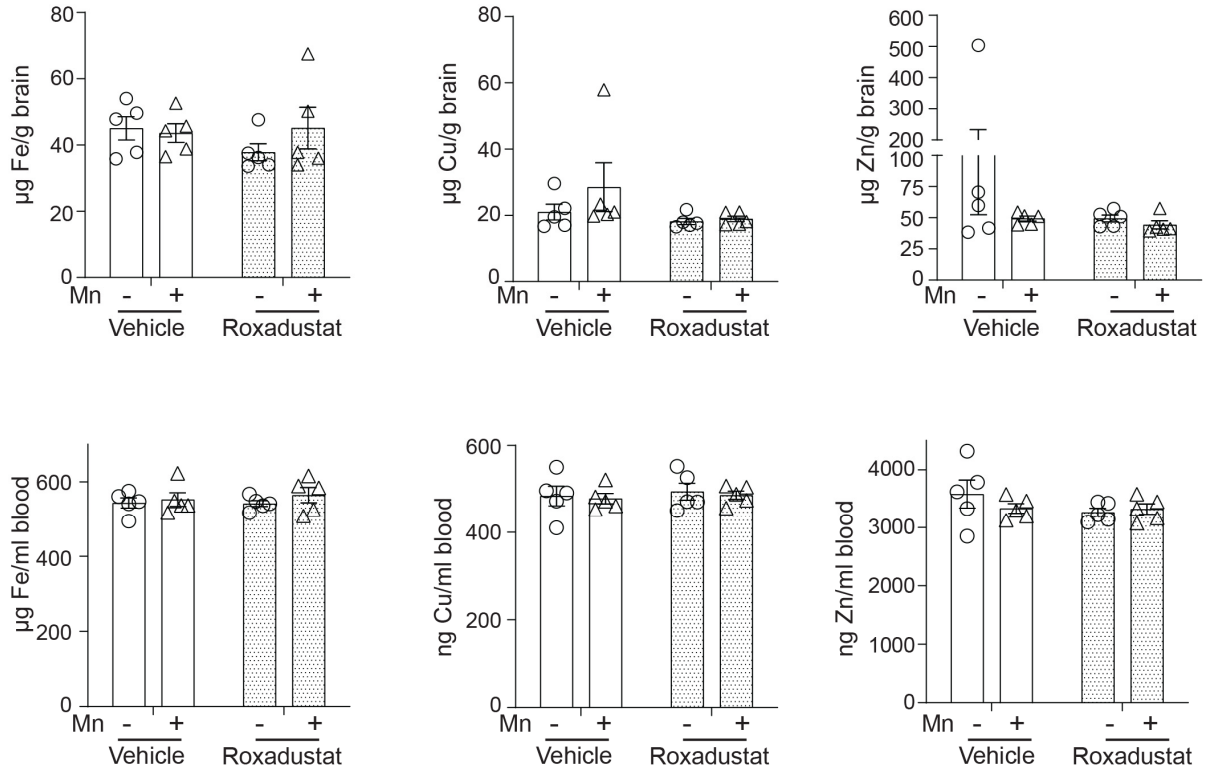 µg Fe/g brain
80
60
40
20
0
Mn - + - +
Vehicle Roxadustat
µg Cu/g brain
80
60
40
20
0
Mn - + - +
Vehicle Roxadustat
µg Zn/g brain
600
500
400
300
200
100
75
50
25
0
Mn - + - +
Vehicle Roxadustat
µg Fe/ml blood
600
400
200
0
Mn - + - +
Vehicle Roxadustat
ng Cu/ml blood
600
400
200
0
Mn - + - +
Vehicle Roxadustat
ng Zn/ml blood
4000
3000
2000
1000
0
Mn - + - +
Vehicle Roxadustat